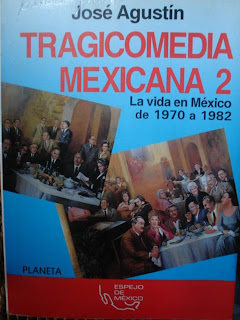 José Agustín
TRAGICOMEDIA
MEXICANA 2
La vida en México
de 1970 a 1982
PLANETA
ESPEJO
DE
MÉXICO